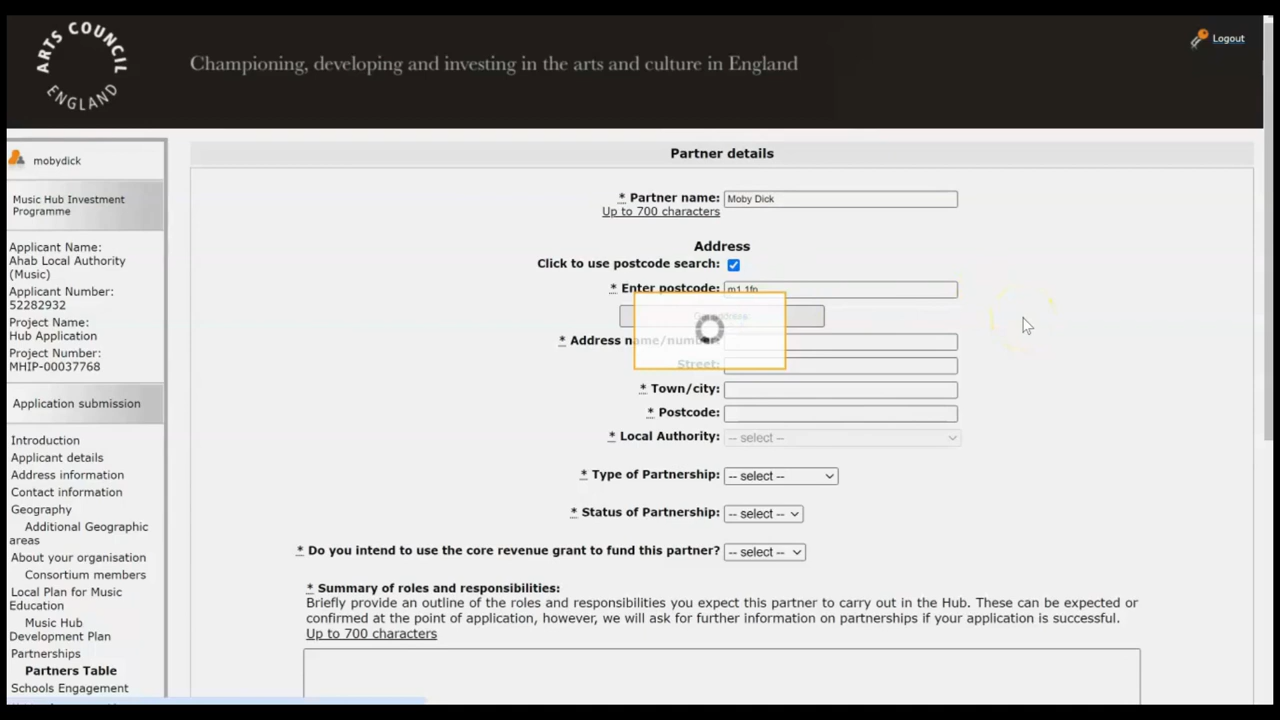 ARTS COUNCIL
ENGLAND
Championing, developing and investing in the arts and culture in England
Logout
mobydick
Music Hub Investment
Programme
Applicant Name:
Ahab Local Authority
(Music)
Applicant Number:
52282932
Project Name:
Hub Application
Project Number:
MHIP-00037768
Application submission
Introduction
Applicant details
Address information
Contact information
Geography
Additional Geographic
areas
About your organisation
Consortium members
Local Plan for Music
Education
Music Hub
Development Plan
Partnerships
Partners Table
Schools Engagement
Partner details
* Partner name: Moby Dick
Up to 700 characters
Address
Click to use postcode search:
* Enter postcode: m1 1fn
* Address name/number:
Street:
* Town/city:
* Postcode:
* Local Authority: -- select --
* Type of Partnership: -- select --
* Status of Partnership: -- select --
* Do you intend to use the core revenue grant to fund this partner? -- select --
* Summary of roles and responsibilities:
Briefly provide an outline of the roles and responsibilities you expect this partner to carry out in the Hub. These can be expected or
confirmed at the point of application, however, we will ask for further information on partnerships if your application is successful.
Up to 700 characters